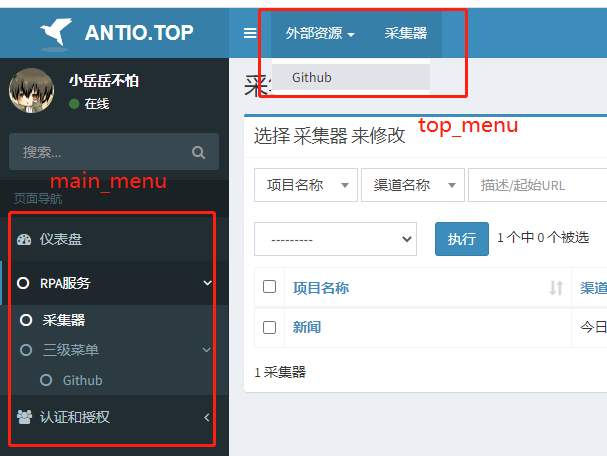 ANTIO.TOP
外部资源
采集器
Github
小岳岳不怕
在线
搜索...
main_menu
页面导航
仪表盘
RPA服务
采集器
三级菜单
Github
认证和授权
top_menu
选择 采集器 来修改
项目名称
渠道名称
描述/起始URL
---------
执行
1 个中 0 个被选
项目名称
渠道
新闻
今日
1 采集器